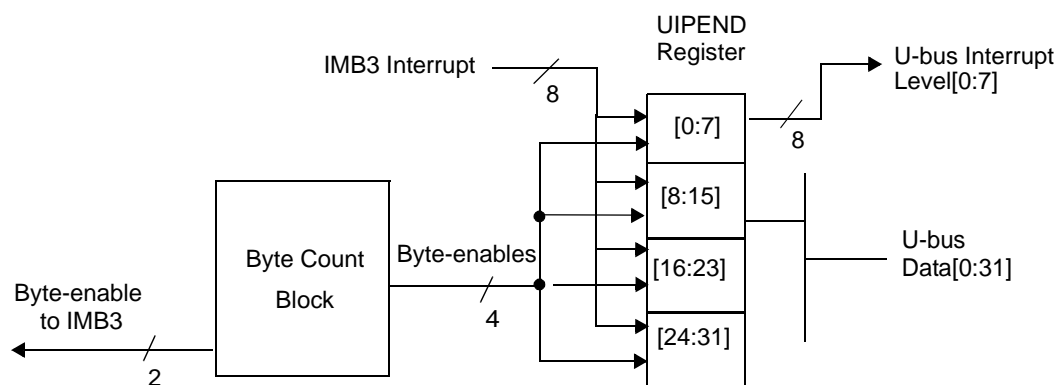 UIPEND
Register
IMB3 Interrupt
8
U-bus Interrupt
Level[0:7]
[0:7]
8
[8:15]
Byte Count
Block
Byte-enables
4
[16:23]
U-bus
Data[0:31]
Byte-enable
to IMB3
2
[24:31]